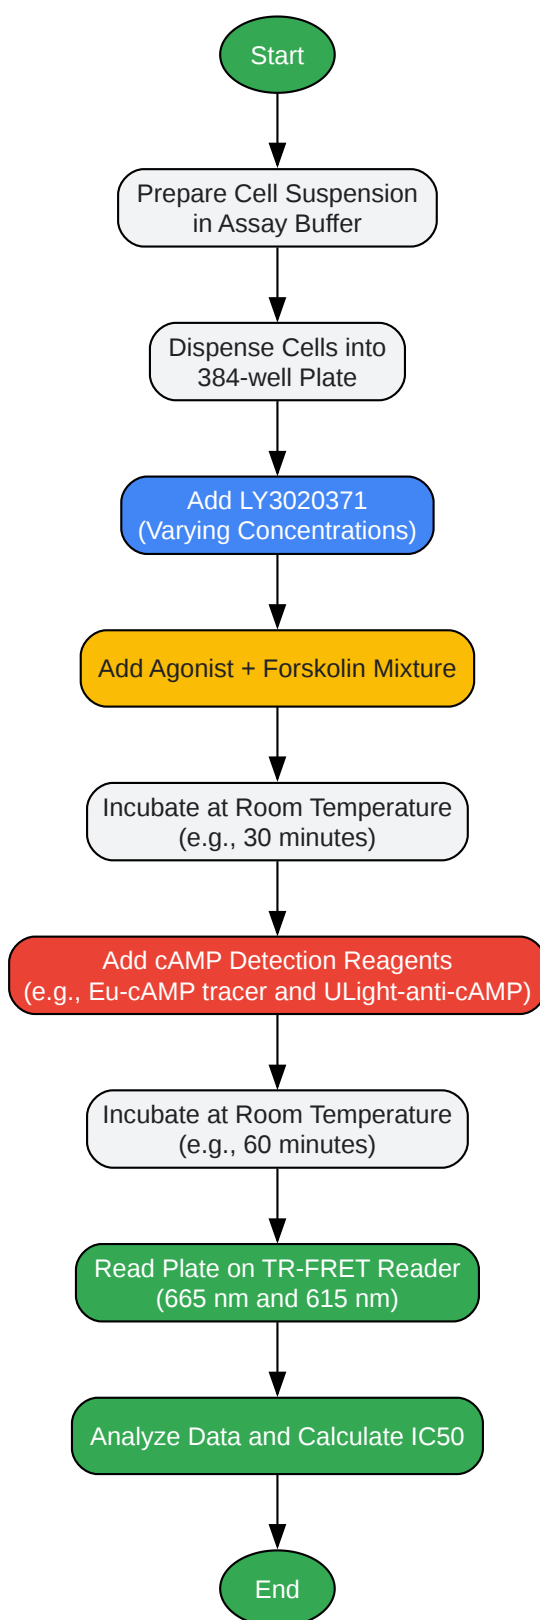 Start
Prepare Cell Suspension
in Assay Buffer
Dispense Cells into
384-well Plate
Add LY3020371
(Varying Concentrations)
Add Agonist + Forskolin Mixture
Incubate at Room Temperature
(e.g., 30 minutes)
Add cAMP Detection Reagents
(e.g., Eu-cAMP tracer and ULight-anti-cAMP)
Incubate at Room Temperature
(e.g., 60 minutes)
Read Plate on TR-FRET Reader
(665 nm and 615 nm)
Analyze Data and Calculate IC50
End